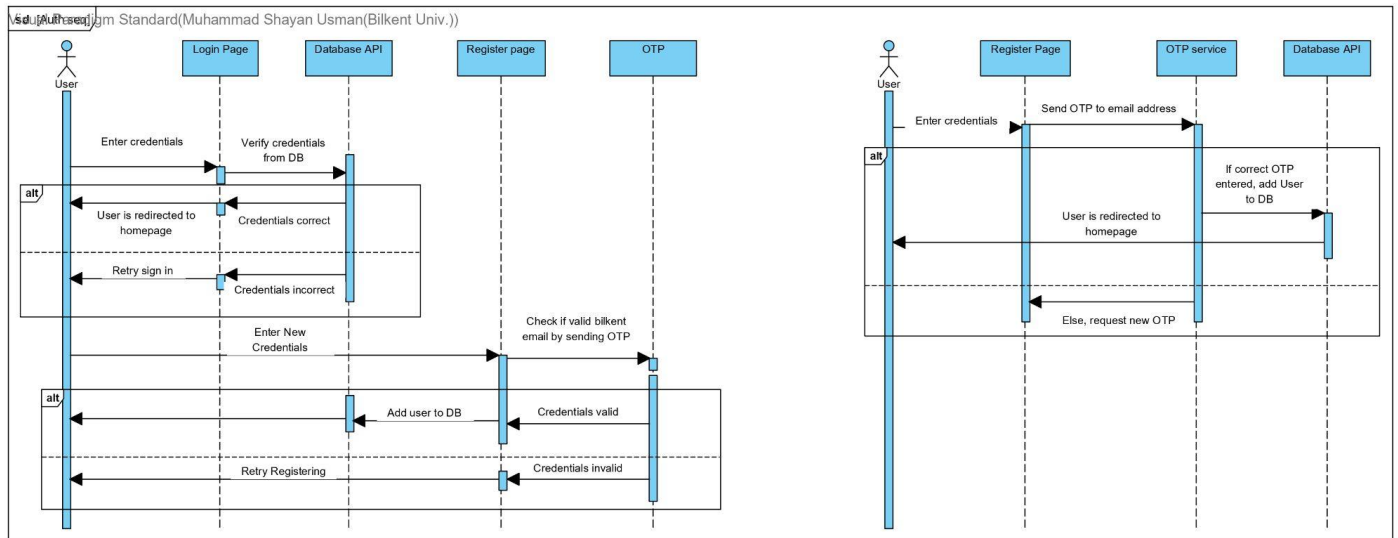 sd [Auth seq]
Visual Paradigm Standard(Muhammad Shayan Usman(Bilkent Univ.))
User
Login Page
Database API
Register page
OTP
Enter credentials
Verify credentials
from DB
alt
User is redirected to
homepage
Credentials correct
Retry sign in
Credentials incorrect
Enter New
Credentials
Check if valid bilkent
email by sending OTP
alt
Add user to DB
Credentials valid
Retry Registering
Credentials invalid
User
Register Page
OTP service
Database API
Enter credentials
Send OTP to email address
alt
If correct OTP
entered, add User
to DB
User is redirected to
homepage
Else, request new OTP